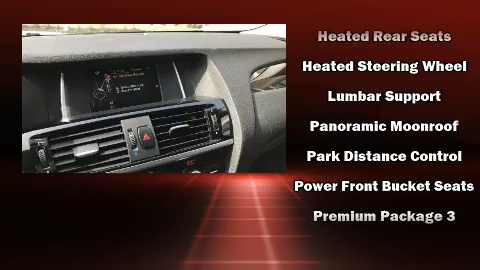 Heated Rear Seats
Heated Steering Wheel
Lumbar Support
Panoramic Moonroof
Park Distance Control
Power Front Bucket Seats
Premium Package 3